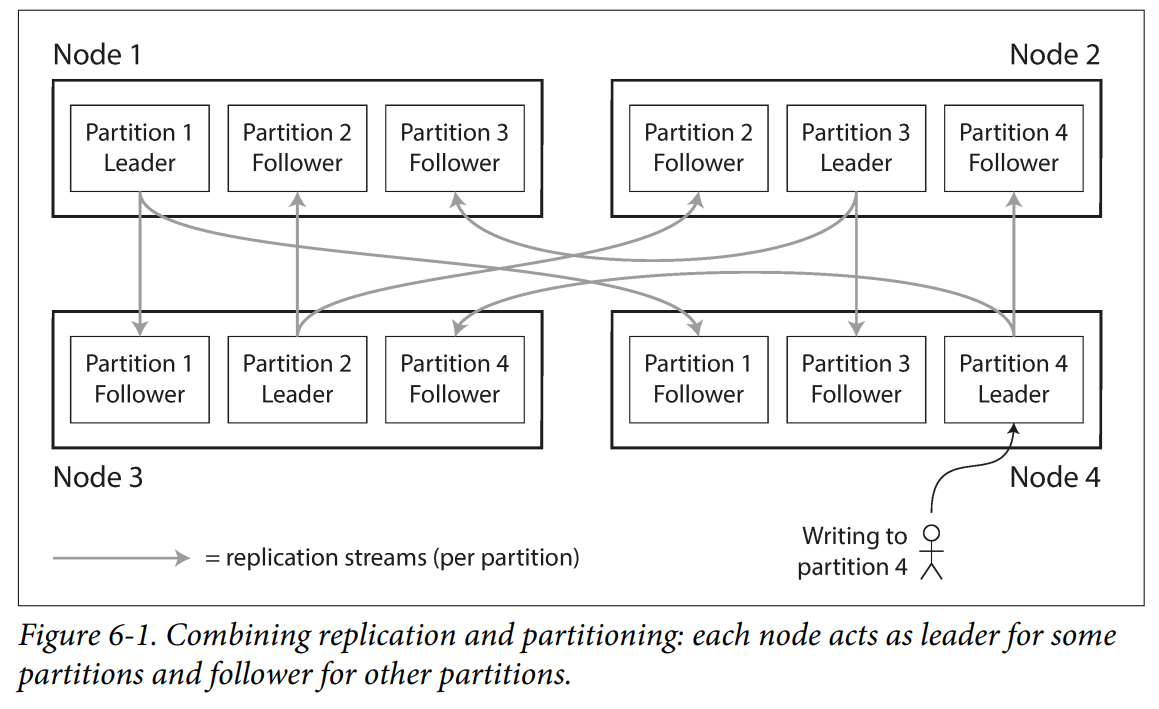 Node 1
Node 2
Partition 1
Leader
Partition 2
Follower
Partition 3
Follower
Partition 2
Follower
Partition 3
Leader
Partition 4
Follower
Partition 1
Follower
Partition 2
Leader
Partition 4
Follower
Partition 1
Follower
Partition 3
Follower
Partition 4
Leader
Node 3
Node 4
Writing to
partition 4
= replication streams (per partition)
Figure 6-1. Combining replication and partitioning: each node acts as leader for some
partitions and follower for other partitions.